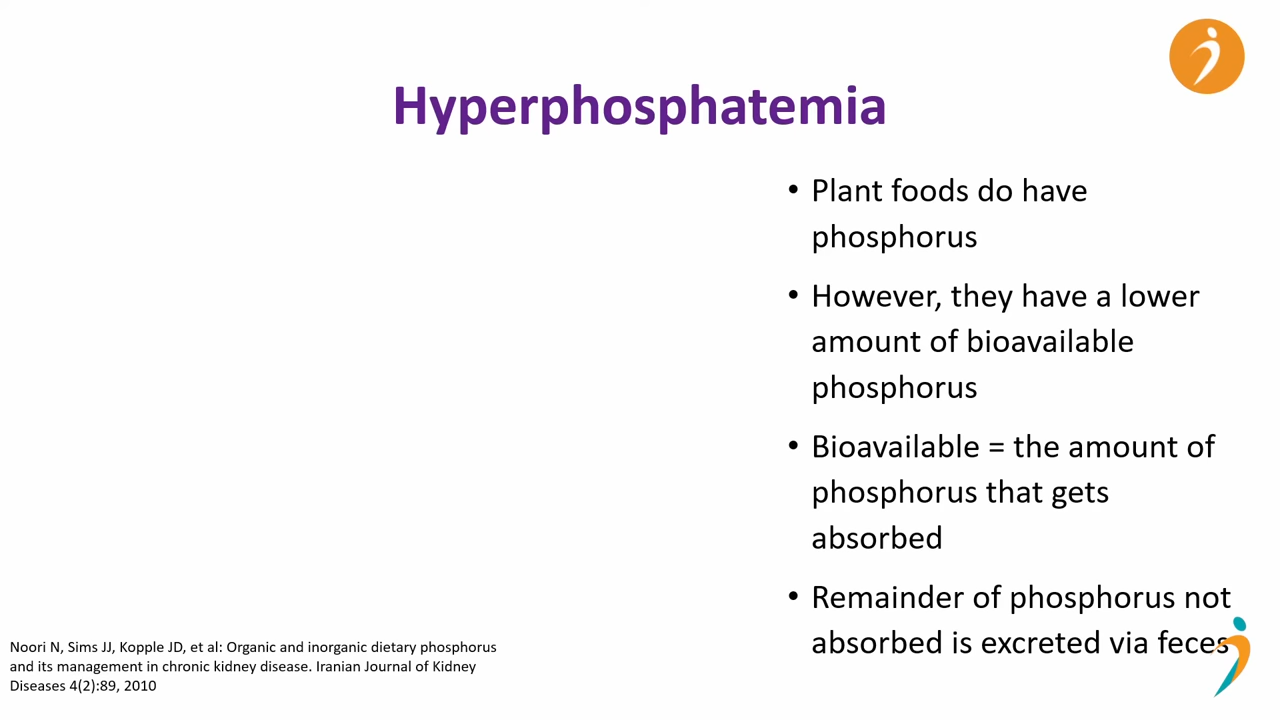 Hyperphosphatemia
• Plant foods do have
phosphorus
• However, they have a lower
amount of bioavailable
phosphorus
• Bioavailable = the amount of
phosphorus that gets
absorbed
• Remainder of phosphorus not
absorbed is excreted via feces
Noori N, Sims JJ, Kopple JD, et al: Organic and inorganic dietary phosphorus
and its management in chronic kidney disease. Iranian Journal of Kidney
Diseases 4(2):89, 2010